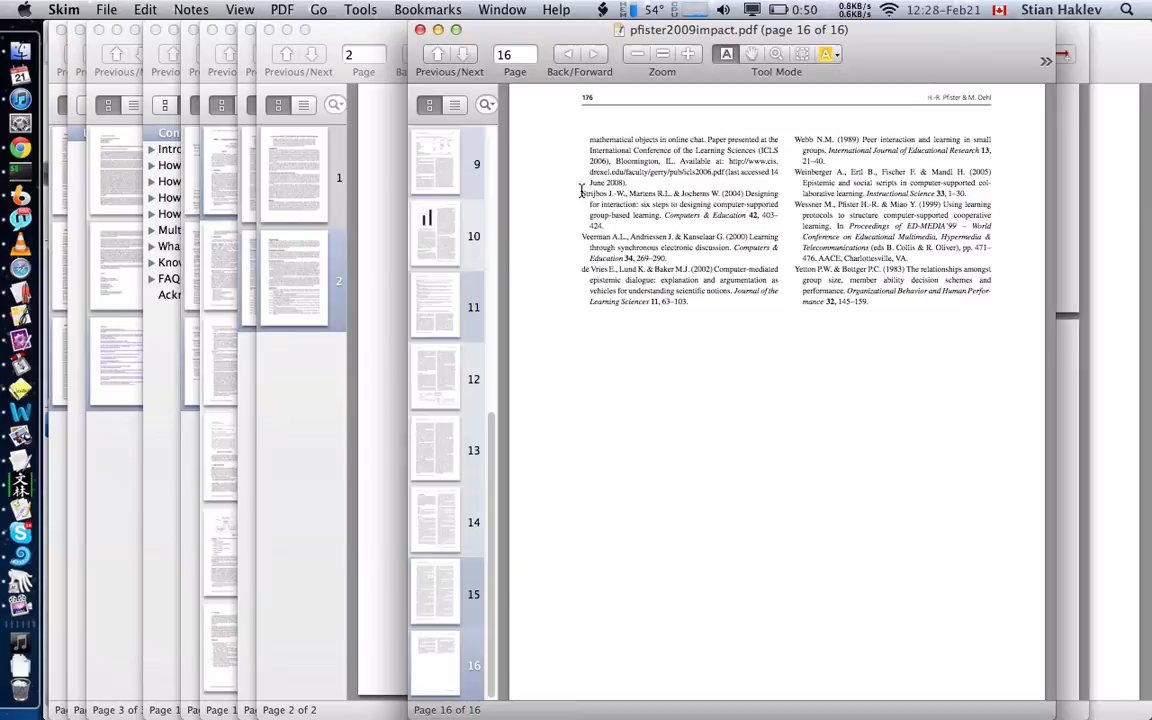 Skim File Edit View PDF Go Tools Bookmarks Window Help 54° 0:50 0.8KB/s 0.6KB/s 12:28-Feb21 Stian Haklev
pfister2009impact.pdf (page 16 of 16)
2
16
Previous/Next Page
Previous/Next Page Back/Forward Zoom Tool Mode
Con
Intro
How
How
How
How
Mult
Wha
Know
FAQ
Ackr
1
2
9
10
11
12
13
14
15
16
176
H.-R. Pfister & M. Oehl
mathematical objects in online chat. Paper presented at the
International Conference of the Learning Sciences (ICLS
2006), Bloomington, IL. Available at: http://www.cis.
drexel.edu/faculty/gerry/pub/icls2006.pdf (last accessed 14
June 2008).
Strijbos J.-W., Martens R.L. & Jochems W. (2004) Designing
for interaction: six steps to designing computer-supported
group-based learning. Computers & Education 42, 403–
424.
Veerman A.L., Andriessen J. & Kanselaar G. (2000) Learning
through synchronous electronic discussion. Computers &
Education 34, 269–290.
de Vries E., Lund K. & Baker M.J. (2002) Computer-mediated
epistemic dialogue: explanation and argumentation as
vehicles for understanding scientific notions. Journal of the
Learning Sciences 11, 63–103.
Webb N.M. (1989) Peer interaction and learning in small
groups. International Journal of Educational Research 13,
21–40.
Weinberger A., Ertl B., Fischer F. & Mandl H. (2005)
Epistemic and social scripts in computer-supported col-
laborative learning. Instructional Science 33, 1–30.
Wessner M., Pfister H.-R. & Miao Y. (1999) Using learning
protocols to structure computer-supported cooperative
learning. In Proceedings of ED-MEDIA'99 – World
Conference on Educational Multimedia, Hypermedia &
Telecommunications (eds B. Collis & R. Oliver), pp. 471–
476. AACE, Charlottesville, VA.
Yetton P.W. & Bottger P.C. (1983) The relationships amongst
group size, member ability decision schemes and
performance. Organizational Behavior and Human Perfor-
mance 32, 145–159.
Page 3 of 3
Page 1
Page 1
Page 2 of 2
Page 16 of 16